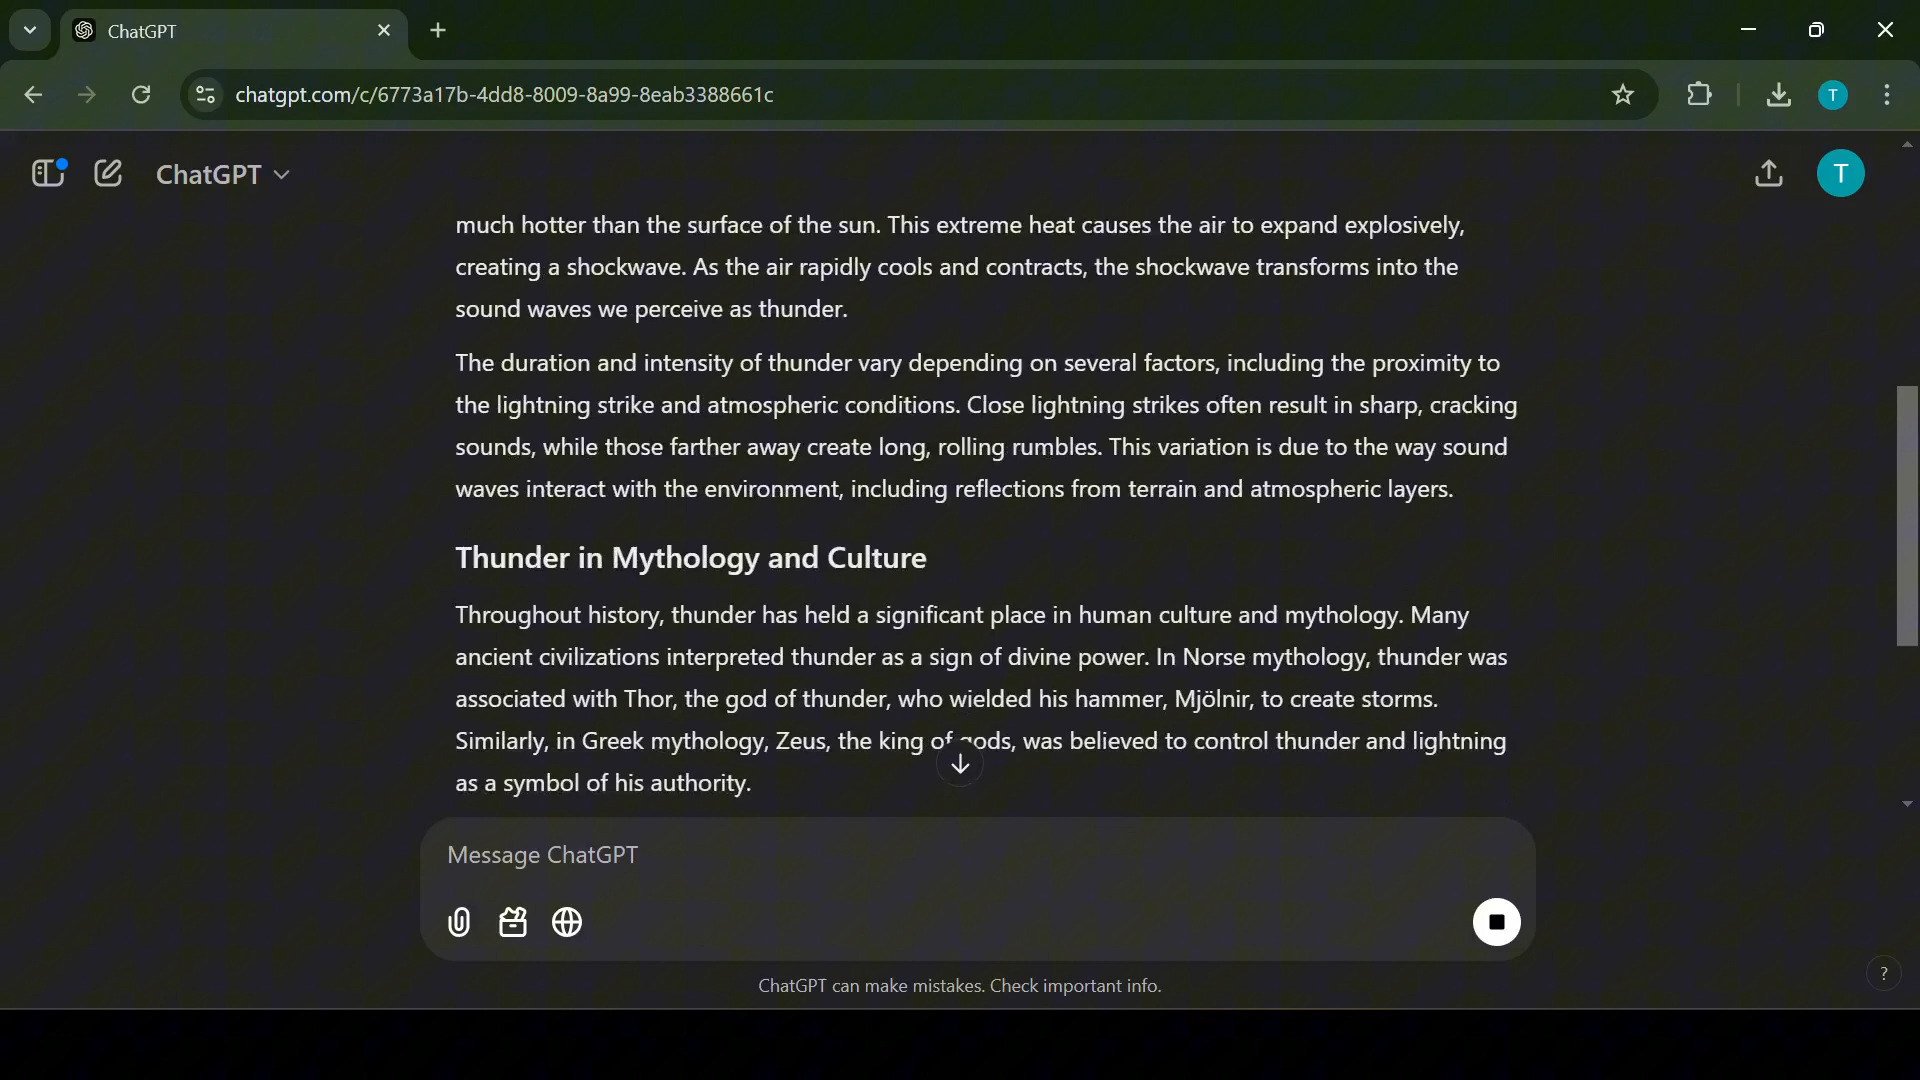 ChatGPT
chatgpt.com/c/6773a17b-4dd8-8009-8a99-8eab3388661c
T
ChatGPT
T
much hotter than the surface of the sun. This extreme heat causes the air to expand explosively,
creating a shockwave. As the air rapidly cools and contracts, the shockwave transforms into the
sound waves we perceive as thunder.
The duration and intensity of thunder vary depending on several factors, including the proximity to
the lightning strike and atmospheric conditions. Close lightning strikes often result in sharp, cracking
sounds, while those farther away create long, rolling rumbles. This variation is due to the way sound
waves interact with the environment, including reflections from terrain and atmospheric layers.
Thunder in Mythology and Culture
Throughout history, thunder has held a significant place in human culture and mythology. Many
ancient civilizations interpreted thunder as a sign of divine power. In Norse mythology, thunder was
associated with Thor, the god of thunder, who wielded his hammer, Mjölnir, to create storms.
Similarly, in Greek mythology, Zeus, the king of gods, was believed to control thunder and lightning
as a symbol of his authority.
Message ChatGPT
ChatGPT can make mistakes. Check important info.
?